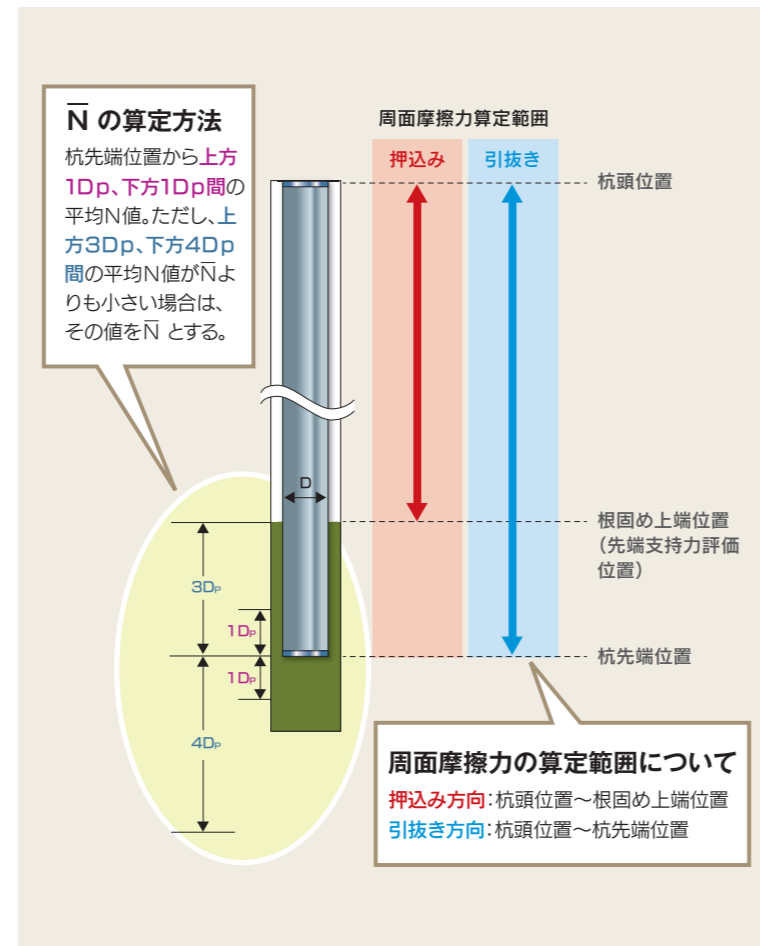 N̅ の算定方法
杭先端位置から上方
1Dp、下方1Dp間の
平均N値。ただし、上
方3Dp、下方4Dp
間の平均N値がN̅よ
りも小さい場合は、
その値をN̅ とする。
周面摩擦力算定範囲
押込み
引抜き
杭頭位置
D
根固め上端位置
（先端支持力評価
位置）
3DP
1DP
杭先端位置
1DP
4DP
周面摩擦力の算定範囲について
押込み方向：杭頭位置～根固め上端位置
引抜き方向：杭頭位置～杭先端位置